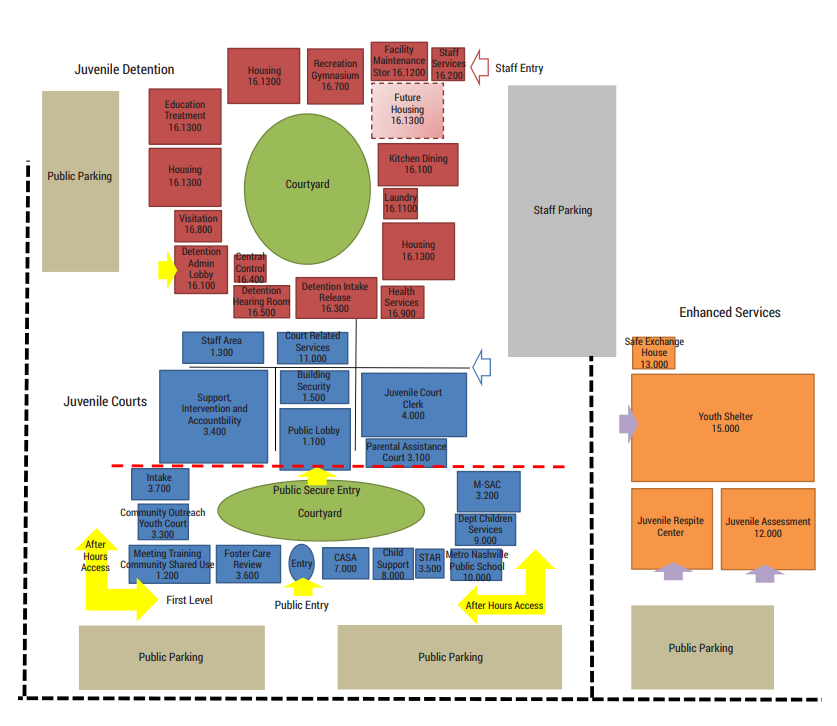 Juvenile Detention
Housing
16.1300
Recreation
Gymnasium
16.700
Facility
Maintenance
Stor 16.1200
Staff
Services
16.200
Staff Entry
Education
Treatment
16.1300
Future
Housing
16.1300
Public Parking
Housing
16.1300
Courtyard
Kitchen Dining
16.100
Laundry
16.1100
Staff Parking
Visitation
16.800
Housing
16.1300
Detention
Admin
Lobby
16.100
Central
Control
16.400
Detention
Hearing Room
16.500
Detention Intake
Release
16.300
Health
Services
16.900
Enhanced Services
Staff Area
1.300
Court Related
Services
11.000
Safe Exchange
House
13.000
Juvenile Courts
Support,
Intervention and
Accountbility
3.400
Building
Security
1.500
Juvenile Court
Clerk
4.000
Public Lobby
1.100
Parental Assistance
Court 3.100
Youth Shelter
15.000
Intake
3.700
Public Secure Entry
Courtyard
M-SAC
3.200
Community Outreach
Youth Court
3.300
Dept Children
Services
9.000
Juvenile Respite
Center
Juvenile Assessment
12.000
After
Hours
Access
Meeting Training
Community Shared Use
1.200
Foster Care
Review
3.600
Entry
CASA
7.000
Child
Support
8.000
STAR
3.500
Metro Nashville
Public School
10.000
First Level
Public Entry
After Hours Access
Public Parking
Public Parking
Public Parking